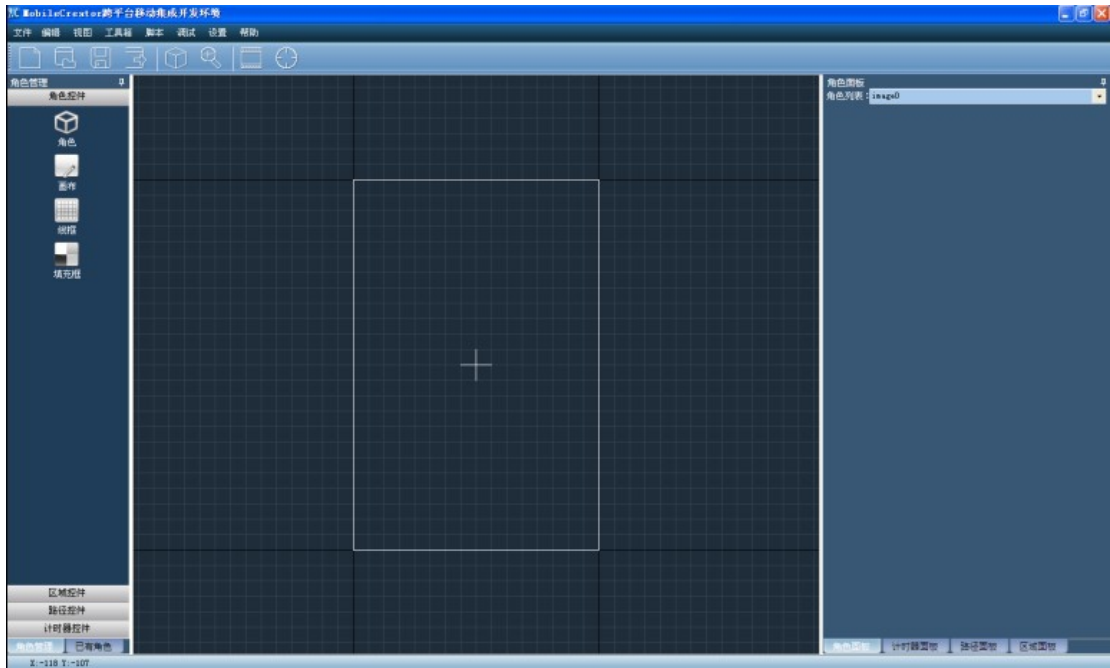 MobileCreator跨平台移动集成开发环境
文件 编辑 视图 工具箱 脚本 调试 设置 帮助
角色管理
角色控件
角色
画布
线框
填充框
区域控件
路径控件
计时器控件
角色管理 已有角色
X:-118 Y:-107
角色面板
角色列表: image0
角色面板 计时器面板 路径面板 区域面板